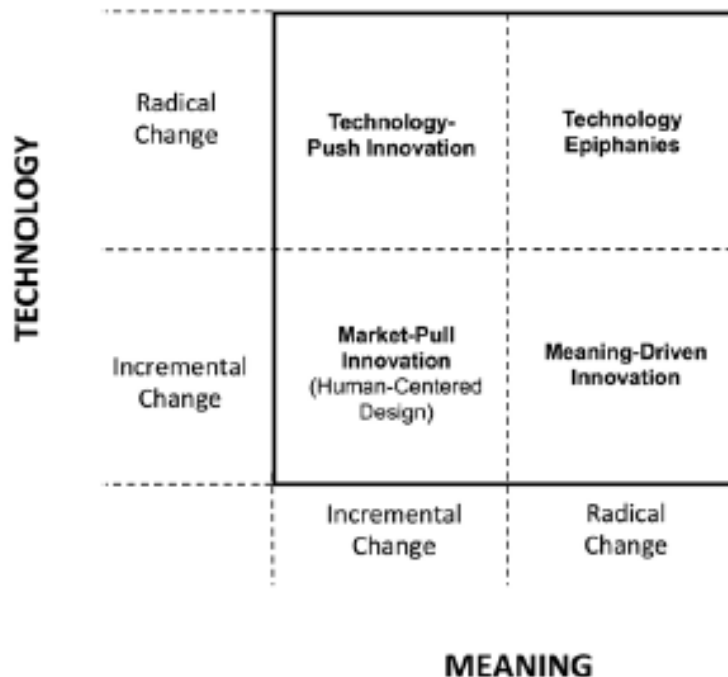 TECHNOLOGY
Radical
Change
Technology-
Push Innovation
Technology
Epiphanies
Incremental
Change
Market-Pull
Innovation
(Human-Centered
Design)
Meaning-Driven
Innovation
Incremental
Change
Radical
Change
MEANING